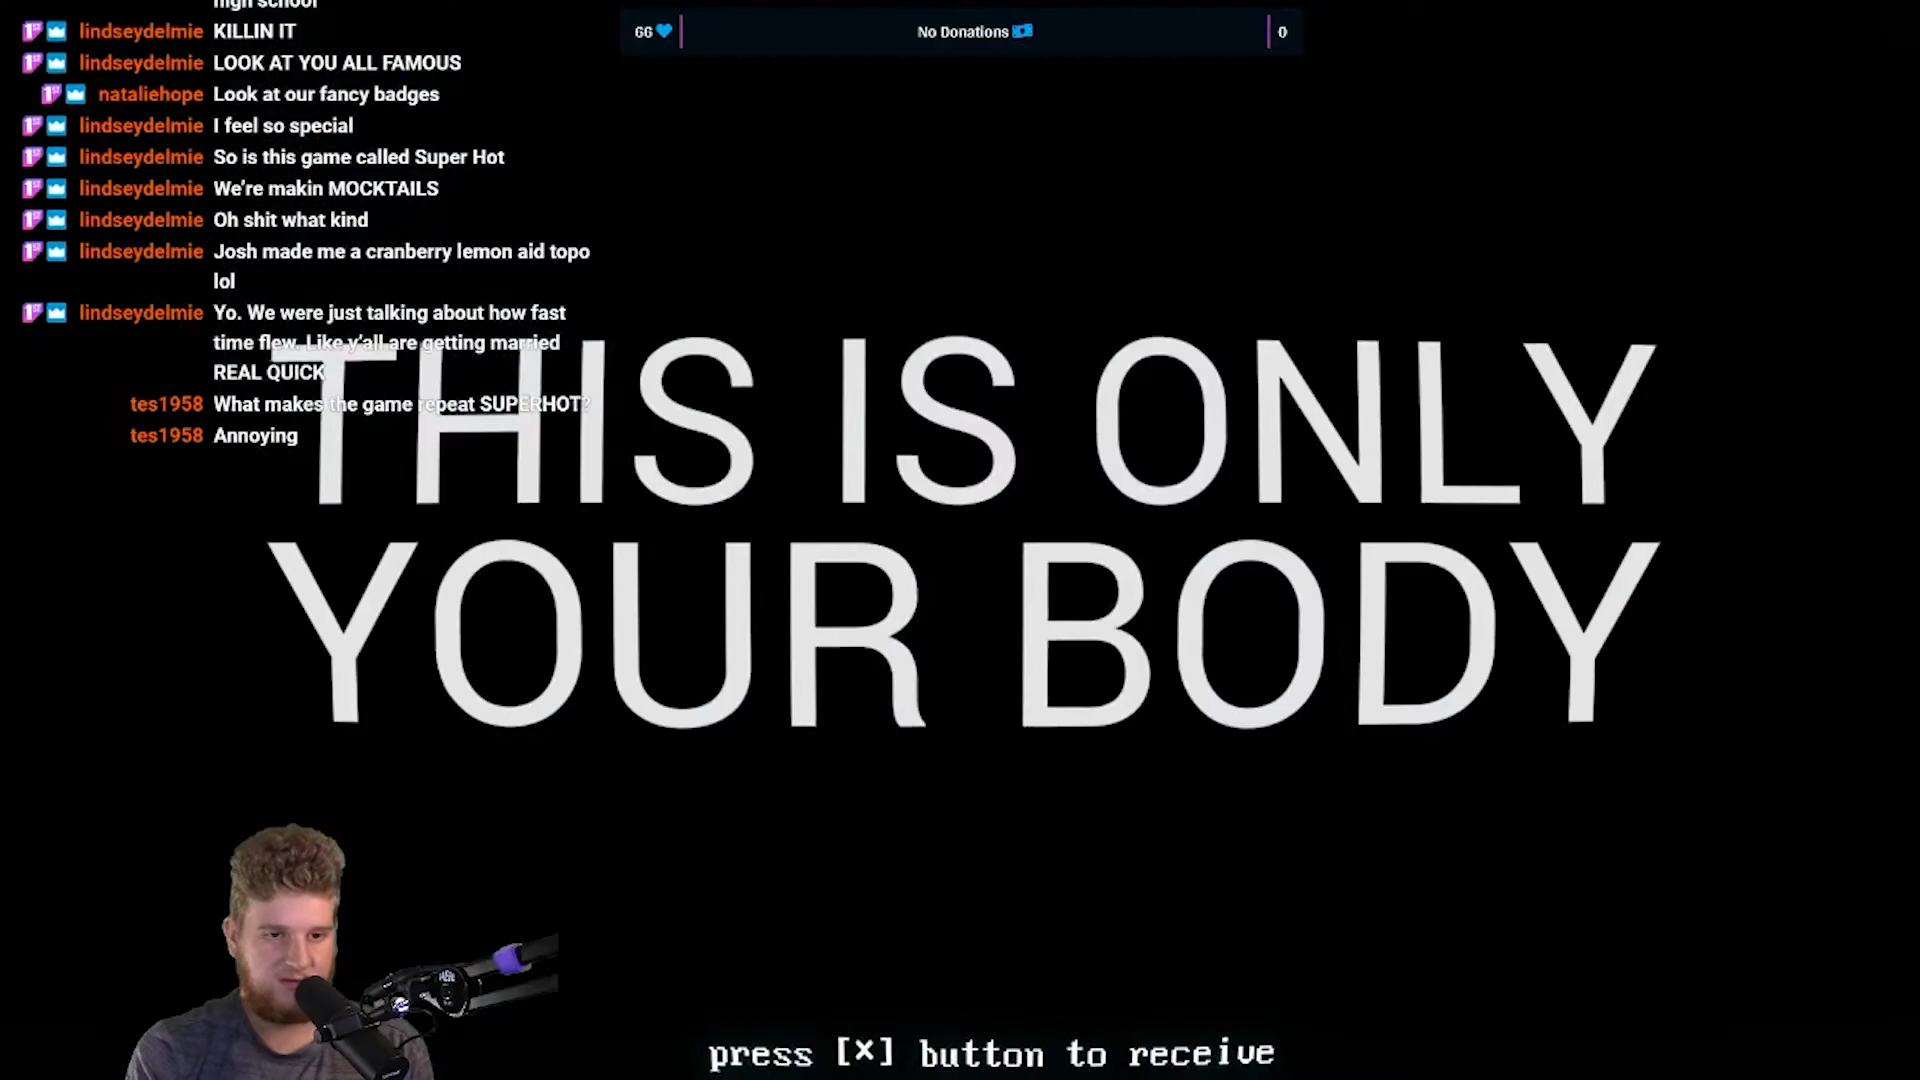 high school
lindseydelmie KILLIN IT
lindseydelmie LOOK AT YOU ALL FAMOUS
nataliehope Look at our fancy badges
lindseydelmie I feel so special
lindseydelmie So is this game called Super Hot
lindseydelmie We're makin MOCKTAILS
lindseydelmie Oh shit what kind
lindseydelmie Josh made me a cranberry lemon aid topo
lol
lindseydelmie Yo. We were just talking about how fast
time flew. Like y'all are getting married
REAL QUICK
tes1958 What makes the game repeat SUPERHOT?
tes1958 Annoying
66
No Donations
0
THIS IS ONLY
YOUR BODY
press [×] button to receive